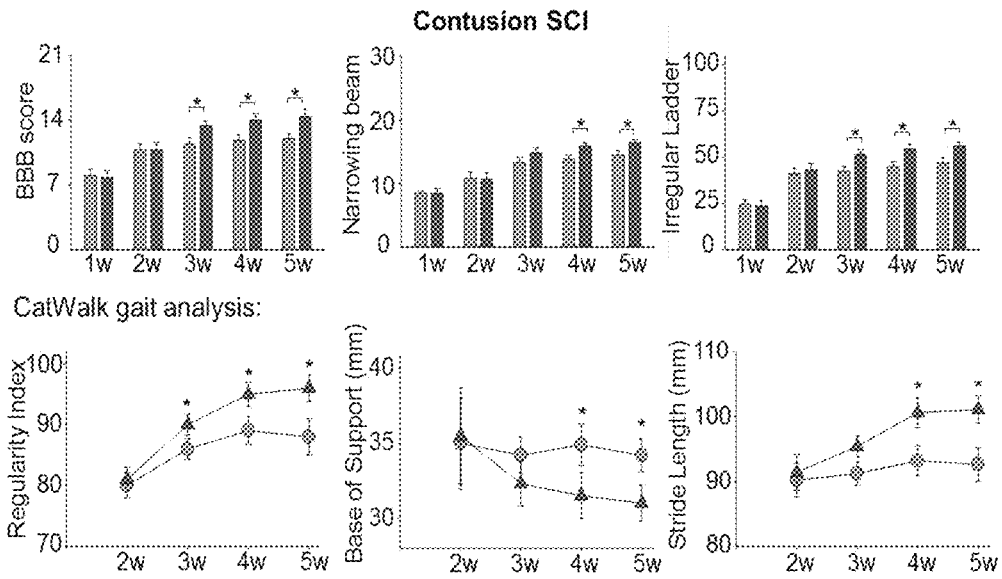 Contusion SCI
BBB score
21
14
7
0
* * *
1w 2w 3w 4w 5w
Narrowing beam
30
20
10
0
* *
1w 2w 3w 4w 5w
Irregular Ladder
100
75
50
25
0
* * *
1w 2w 3w 4w 5w
CatWalk gait analysis:
Regularity Index
100
90
80
70
* * *
2w 3w 4w 5w
Base of Support (mm)
40
35
30
* *
2w 3w 4w 5w
Stride Length (mm)
110
100
90
80
* *
2w 3w 4w 5w